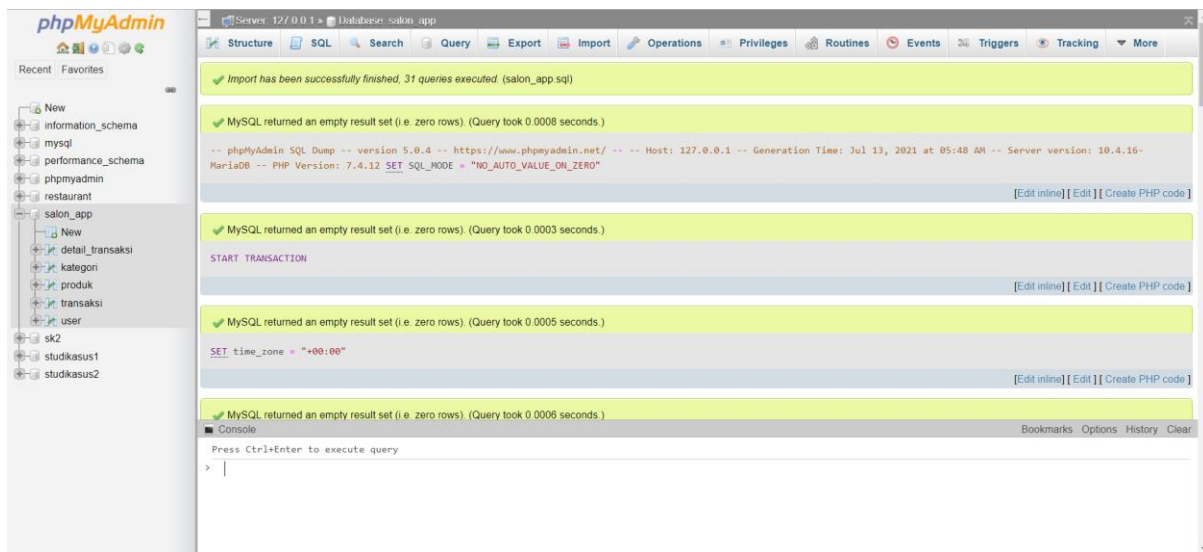 phpMyAdmin
Recent Favorites
New
information_schema
mysql
performance_schema
phpmyadmin
restaurant
salon_app
New
detail_transaksi
kategori
produk
transaksi
user
sk2
studikasus1
studikasus2
Server: 127.0.0.1 » Database: salon_app
Structure SQL Search Query Export Import Operations Privileges Routines Events Triggers Tracking More
Import has been successfully finished, 31 queries executed. (salon_app.sql)
MySQL returned an empty result set (i.e. zero rows). (Query took 0.0008 seconds.)
-- phpMyAdmin SQL Dump -- version 5.0.4 -- https://www.phpmyadmin.net/ -- -- Host: 127.0.0.1 -- Generation Time: Jul 13, 2021 at 05:48 AM -- Server version: 10.4.16-
MariaDB -- PHP Version: 7.4.12 SET SQL_MODE = "NO_AUTO_VALUE_ON_ZERO"
[Edit inline] [ Edit ] [ Create PHP code ]
MySQL returned an empty result set (i.e. zero rows). (Query took 0.0003 seconds.)
START TRANSACTION
[Edit inline] [ Edit ] [ Create PHP code ]
MySQL returned an empty result set (i.e. zero rows). (Query took 0.0005 seconds.)
SET time_zone = "+00:00"
[Edit inline] [ Edit ] [ Create PHP code ]
MySQL returned an empty result set (i.e. zero rows). (Query took 0.0006 seconds.)
Console Bookmarks Options History Clear
Press Ctrl+Enter to execute query
>